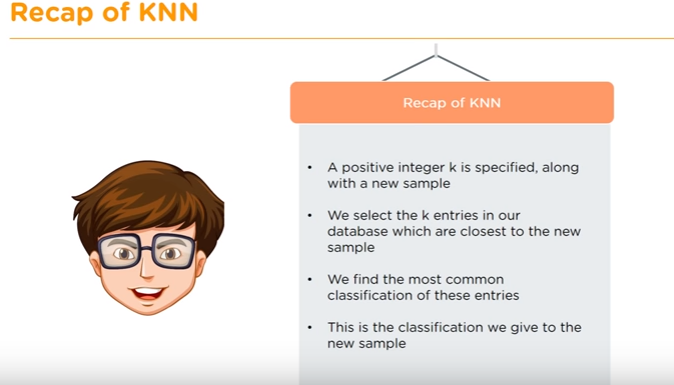 Recap of KNN
Recap of KNN
• A positive integer k is specified, along
with a new sample
• We select the k entries in our
database which are closest to the new
sample
• We find the most common
classification of these entries
• This is the classification we give to the
new sample